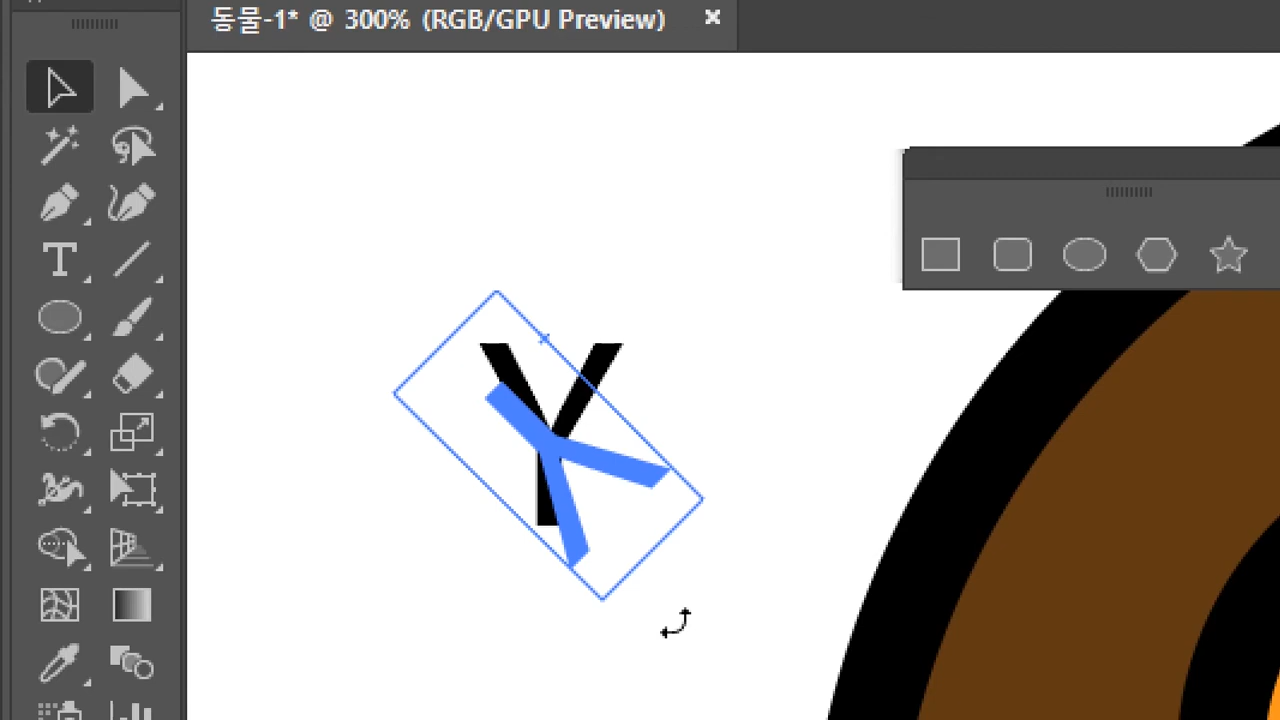 동물-1* @ 300% (RGB/GPU Preview)
Y
Y